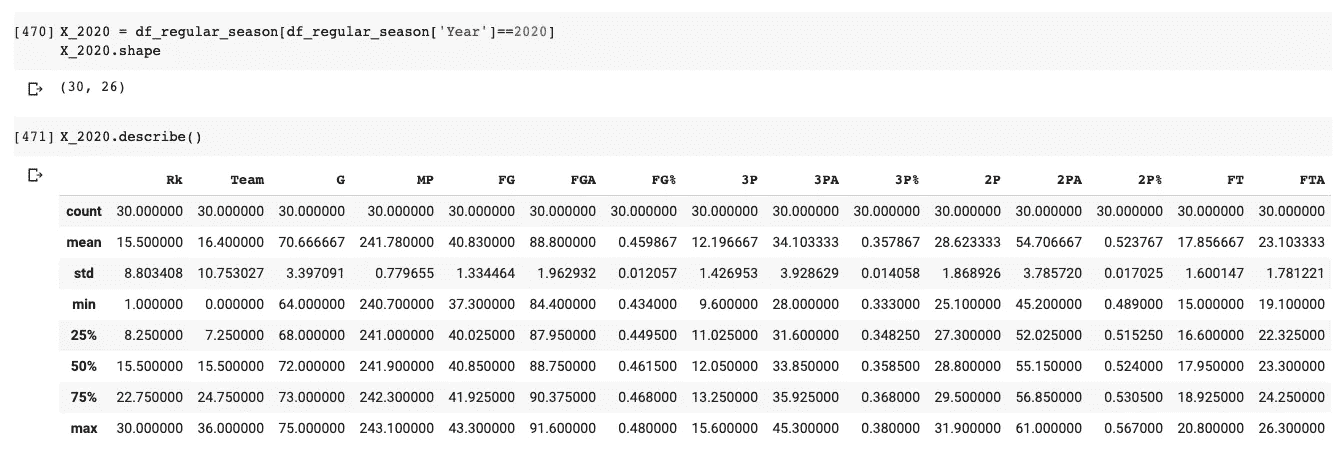 [470] X_2020 = df_regular_season[df_regular_season['Year']==2020]
X_2020.shape
(30, 26)
[471] X_2020.describe()
Rk Team G MP FG FGA FG% 3P 3PA 3P% 2P 2PA 2P% FT FTA
count 30.000000 30.000000 30.000000 30.000000 30.000000 30.000000 30.000000 30.000000 30.000000 30.000000 30.000000 30.000000 30.000000 30.000000 30.000000
mean 15.500000 16.400000 70.666667 241.780000 40.830000 88.800000 0.459867 12.196667 34.103333 0.357867 28.623333 54.706667 0.523767 17.856667 23.103333
std 8.803408 10.753027 3.397091 0.779655 1.334464 1.962932 0.012057 1.426953 3.928629 0.014058 1.868926 3.785720 0.017025 1.600147 1.781221
min 1.000000 0.000000 64.000000 240.700000 37.300000 84.400000 0.434000 9.600000 28.000000 0.333000 25.100000 45.200000 0.489000 15.000000 19.100000
25% 8.250000 7.250000 68.000000 241.000000 40.025000 87.950000 0.449500 11.025000 31.600000 0.348250 27.300000 52.025000 0.515250 16.600000 22.325000
50% 15.500000 15.500000 72.000000 241.900000 40.850000 88.750000 0.461500 12.050000 33.850000 0.358500 28.800000 55.150000 0.524000 17.950000 23.300000
75% 22.750000 24.750000 73.000000 242.300000 41.925000 90.375000 0.468000 13.250000 35.925000 0.368000 29.500000 56.850000 0.530500 18.925000 24.250000
max 30.000000 36.000000 75.000000 243.100000 43.300000 91.600000 0.480000 15.600000 45.300000 0.380000 31.900000 61.000000 0.567000 20.800000 26.300000